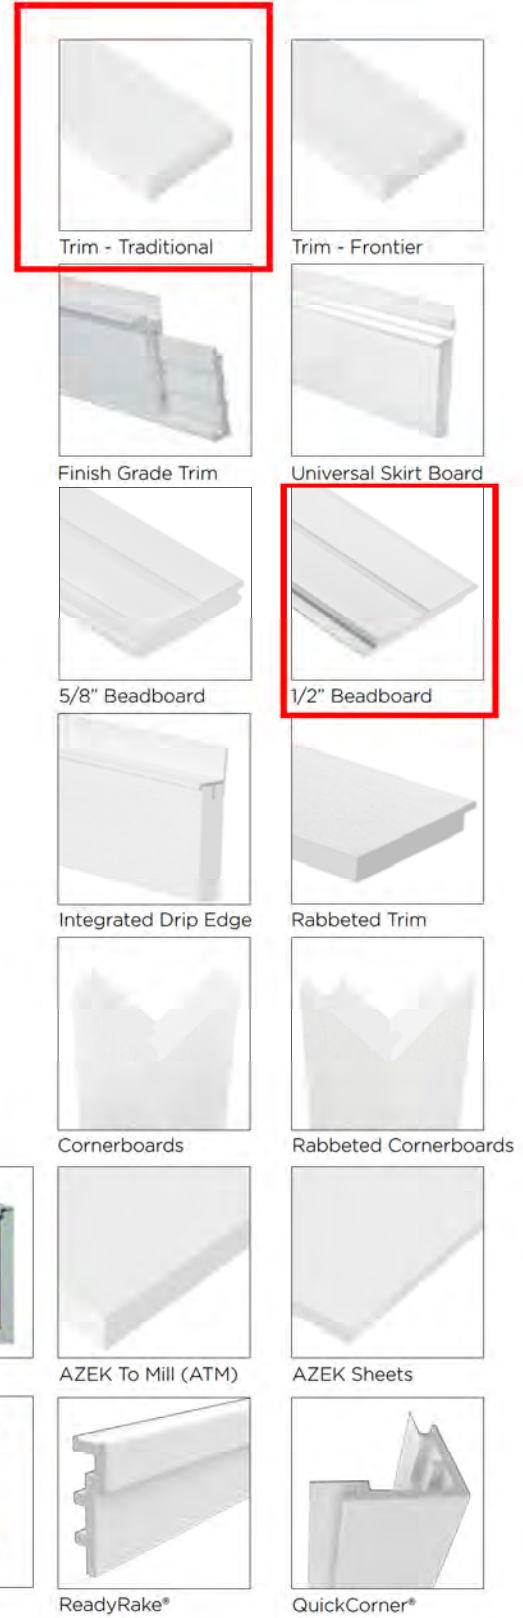 Trim - Traditional
Trim - Frontier
Finish Grade Trim
Universal Skirt Board
5/8" Beadboard
1/2" Beadboard
Integrated Drip Edge
Rabbeted Trim
Cornerboards
Rabbeted Cornerboards
AZEK To Mill (ATM)
AZEK Sheets
ReadyRake®
QuickCorner®